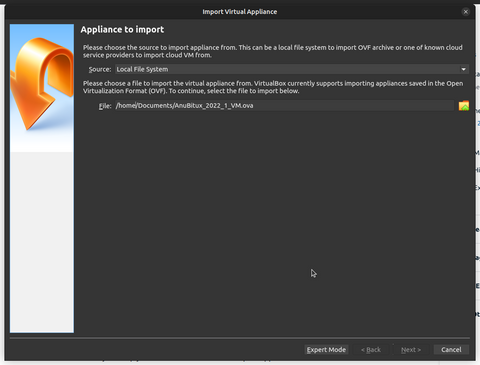 Import Virtual Appliance
Appliance to import
Please choose the source to import appliance from. This can be a local file system to import OVF archive or one of known cloud
service providers to import cloud VM from.
Source: Local File System
Please choose a file to import the virtual appliance from. VirtualBox currently supports importing appliances saved in the Open
Virtualization Format (OVF). To continue, select the file to import below.
File: /home/Documents/AnuBitux_2022_1_VM.ova
Expert Mode < Back Next > Cancel